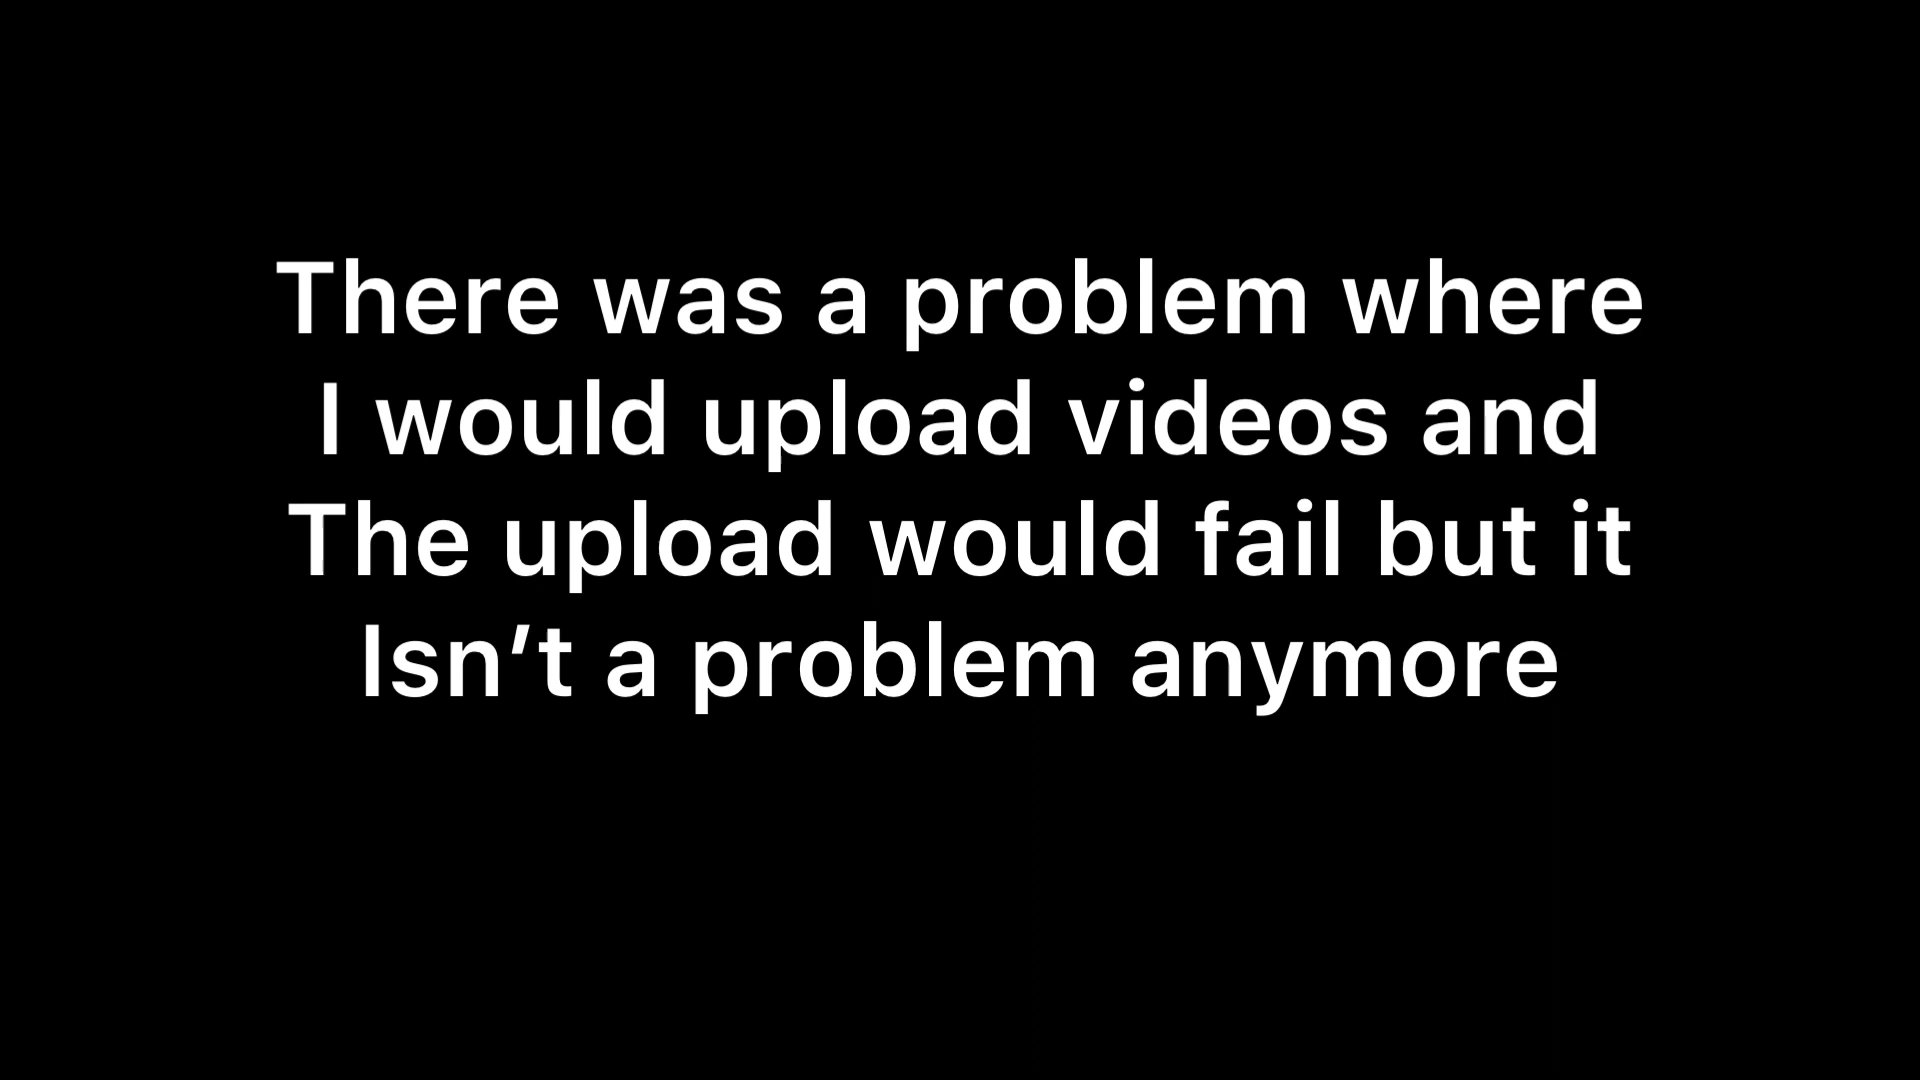 There was a problem where
I would upload videos and
The upload would fail but it
Isn’t a problem anymore